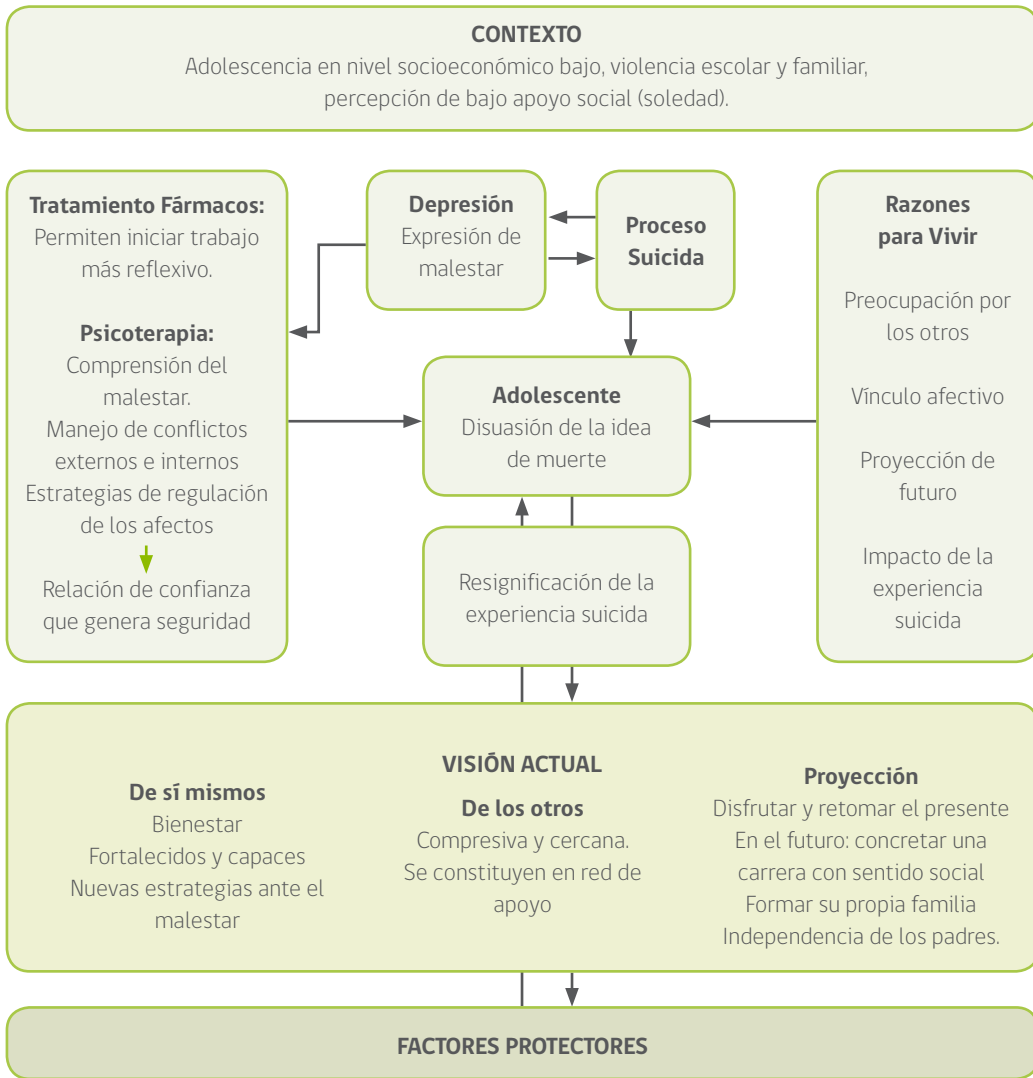 CONTEXTO
Adolescencia en nivel socioeconómico bajo, violencia escolar y familiar,
percepción de bajo apoyo social (soledad).
Tratamiento Fármacos:
Permiten iniciar trabajo
más reflexivo.
Psicoterapia:
Comprensión del
malestar.
Manejo de conflictos
externos e internos
Estrategias de regulación
de los afectos
Relación de confianza
que genera seguridad
Depresión
Expresión de
malestar
Proceso
Suicida
Adolescente
Disuasión de la idea
de muerte
Resignificación de la
experiencia suicida
Razones
para Vivir
Preocupación por
los otros
Vínculo afectivo
Proyección de
futuro
Impacto de la
experiencia
suicida
VISIÓN ACTUAL
De sí mismos
Bienestar
Fortalecidos y capaces
Nuevas estrategias ante el
malestar
De los otros
Compresiva y cercana.
Se constituyen en red de
apoyo
Proyección
Disfrutar y retomar el presente
En el futuro: concretar una
carrera con sentido social
Formar su propia familia
Independencia de los padres.
FACTORES PROTECTORES